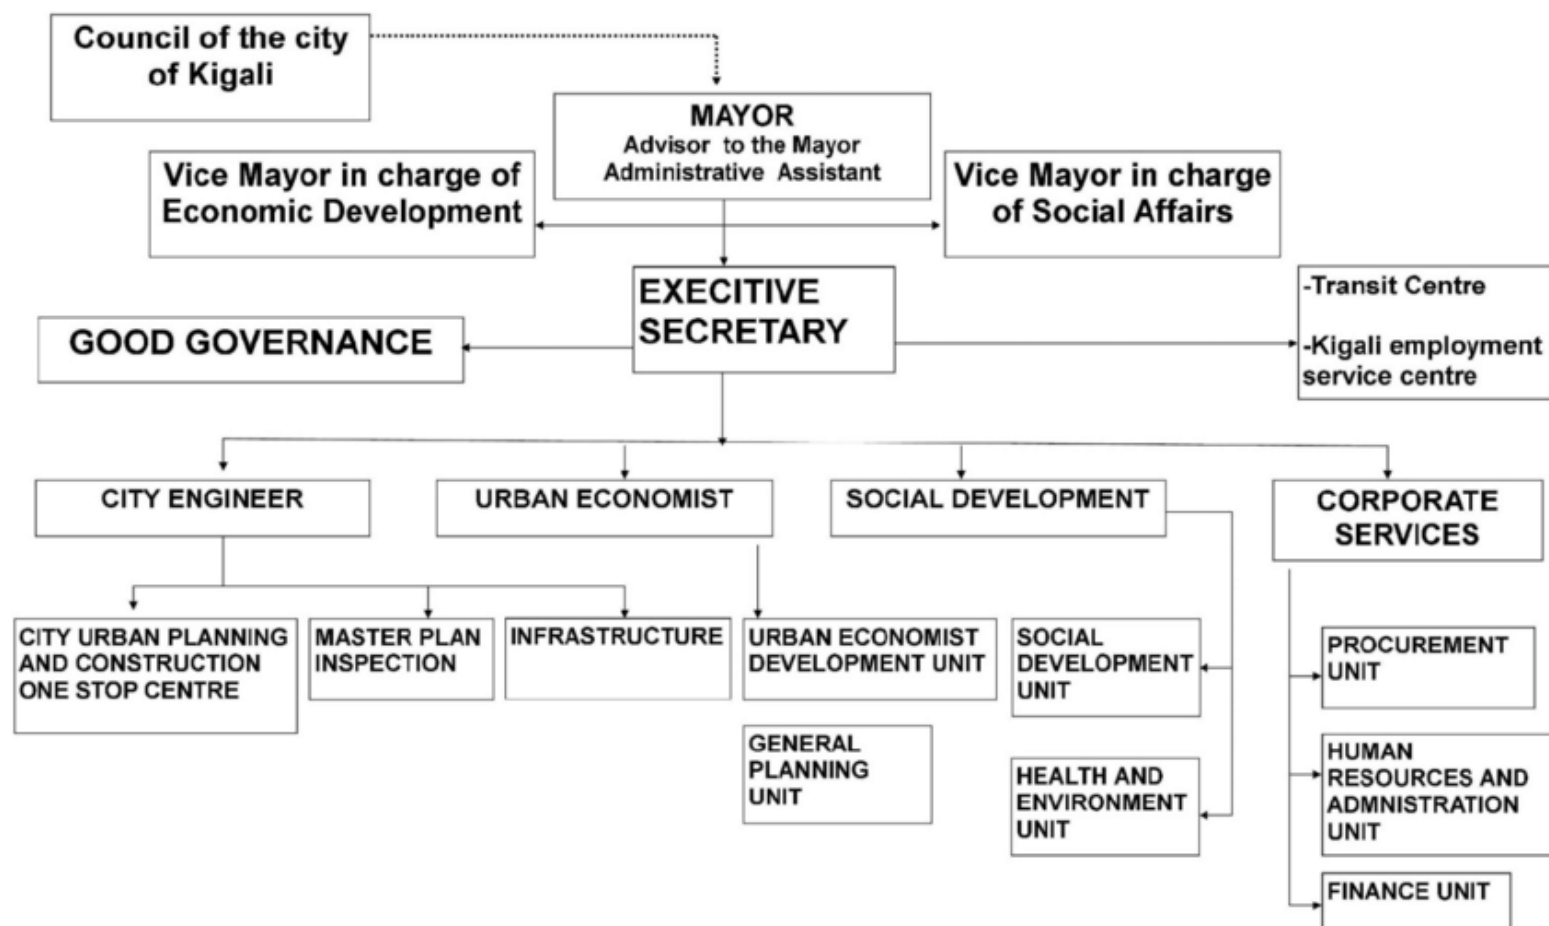 Council of the city
of Kigali
MAYOR
Advisor to the Mayor
Administrative Assistant
Vice Mayor in charge of
Economic Development
Vice Mayor in charge
of Social Affairs
EXECITIVE
SECRETARY
GOOD GOVERNANCE
-Transit Centre
-Kigali employment
service centre
CITY ENGINEER
URBAN ECONOMIST
SOCIAL DEVELOPMENT
CORPORATE
SERVICES
CITY URBAN PLANNING
AND CONSTRUCTION
ONE STOP CENTRE
MASTER PLAN
INSPECTION
INFRASTRUCTURE
URBAN ECONOMIST
DEVELOPMENT UNIT
GENERAL
PLANNING
UNIT
SOCIAL
DEVELOPMENT
UNIT
HEALTH AND
ENVIRONMENT
UNIT
PROCUREMENT
UNIT
HUMAN
RESOURCES AND
ADMNISTRATION
UNIT
FINANCE UNIT